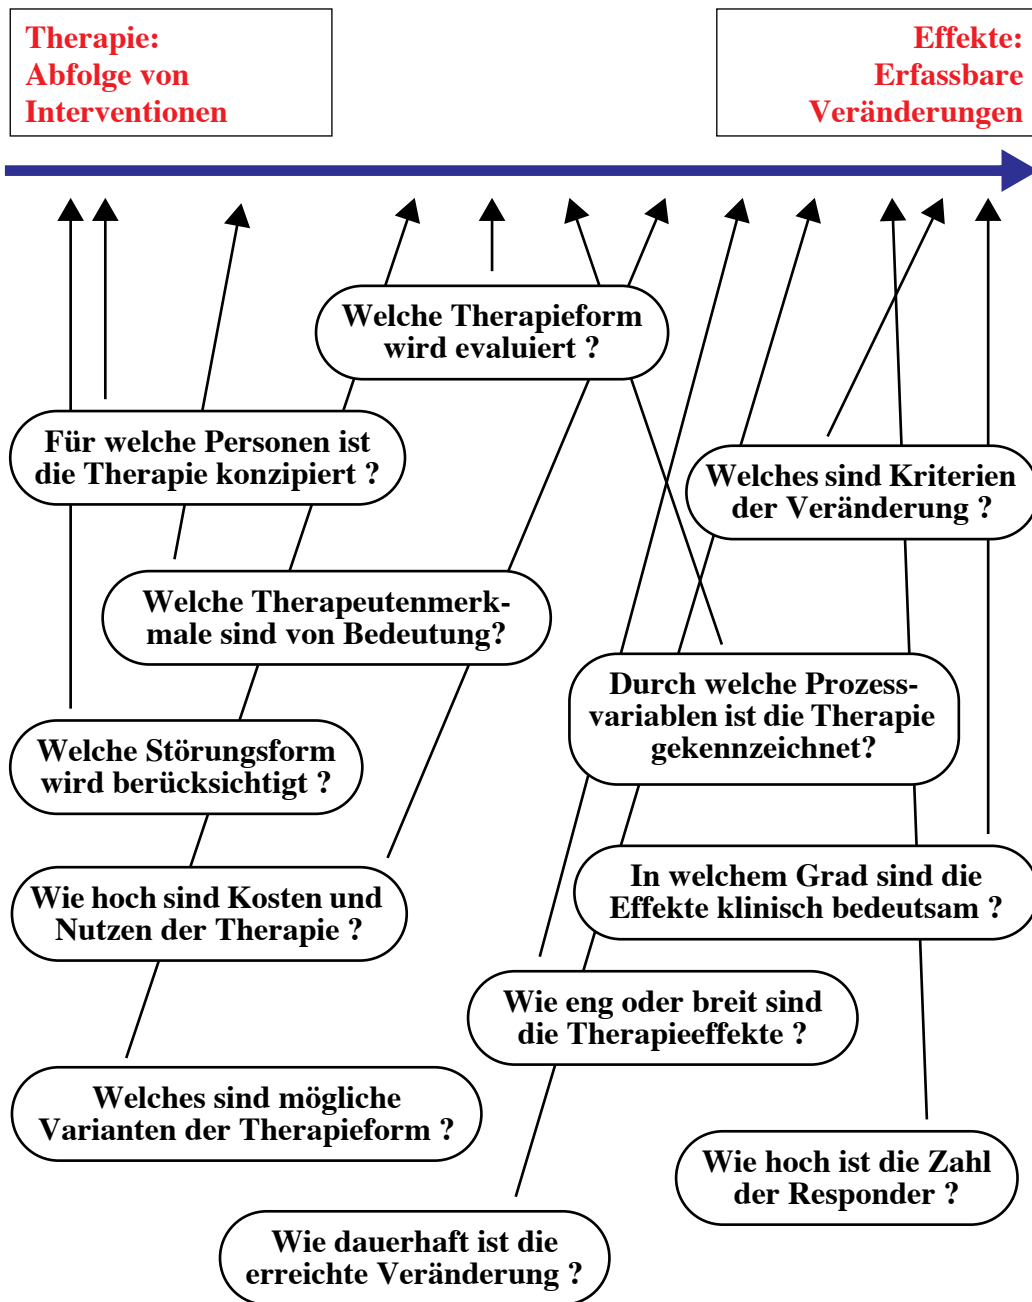 Therapie:
Abfolge von
Interventionen
Effekte:
Erfassbare
Veränderungen
Welche Therapieform
wird evaluiert ?
Für welche Personen ist
die Therapie konzipiert ?
Welches sind Kriterien
der Veränderung ?
Welche Therapeutenmerk-
male sind von Bedeutung?
Durch welche Prozess-
variablen ist die Therapie
gekennzeichnet?
Welche Störungsform
wird berücksichtigt ?
Wie hoch sind Kosten und
Nutzen der Therapie ?
In welchem Grad sind die
Effekte klinisch bedeutsam ?
Wie eng oder breit sind
die Therapieeffekte ?
Welches sind mögliche
Varianten der Therapieform ?
Wie hoch ist die Zahl
der Responder ?
Wie dauerhaft ist die
erreichte Veränderung ?